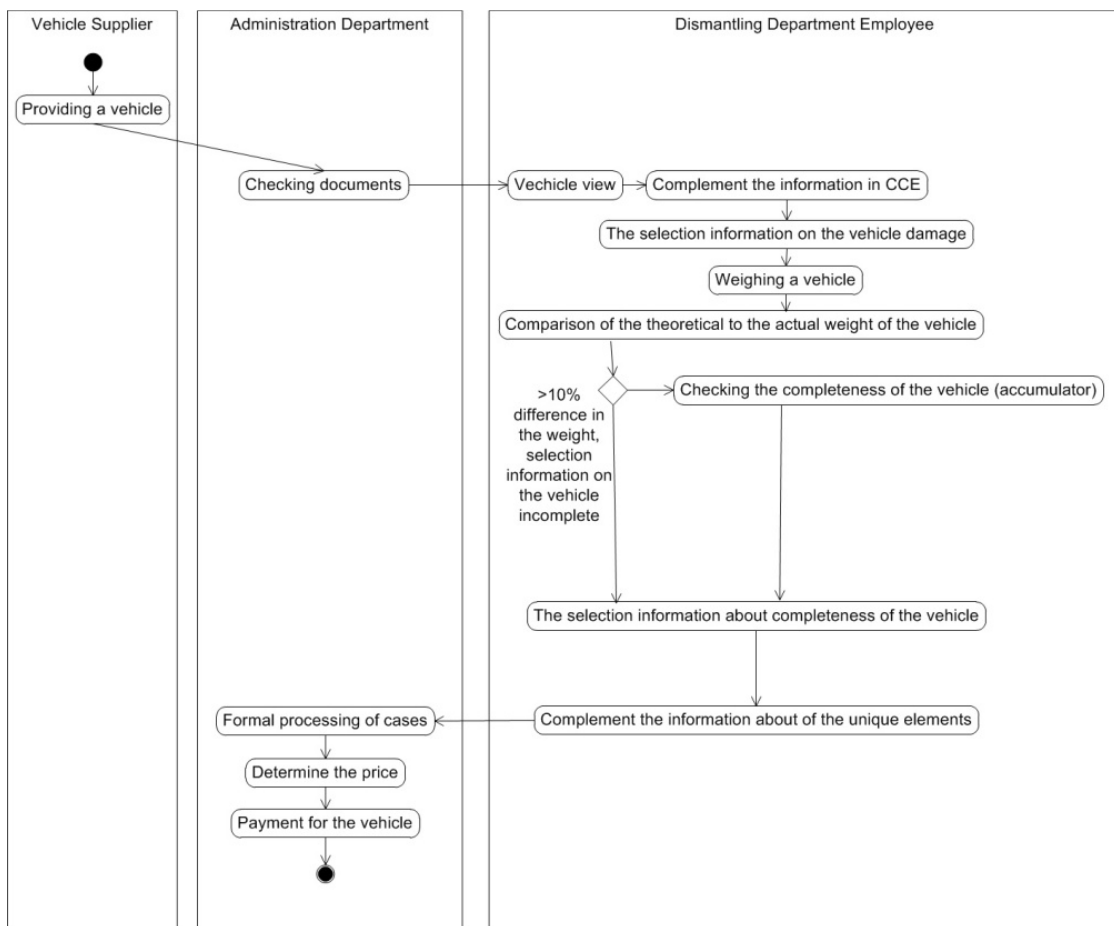 Vehicle Supplier
Administration Department
Dismantling Department Employee
Providing a vehicle
Checking documents
Vechicle view
Complement the information in CCE
The selection information on the vehicle damage
Weighing a vehicle
Comparison of the theoretical to the actual weight of the vehicle
Checking the completeness of the vehicle (accumulator)
>10%
difference in
the weight,
selection
information on
the vehicle
incomplete
The selection information about completeness of the vehicle
Complement the information about of the unique elements
Formal processing of cases
Determine the price
Payment for the vehicle